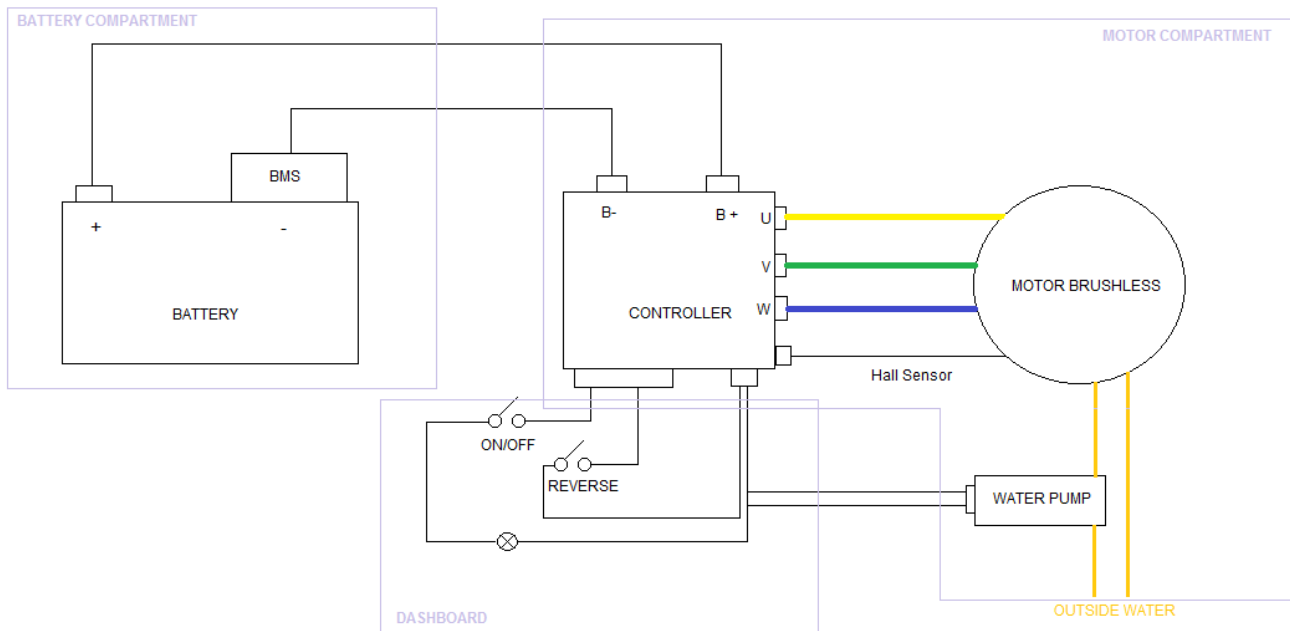 BATTERY COMPARTMENT
MOTOR COMPARTMENT
BMS
+
-
BATTERY
B-
B +
U
V
W
CONTROLLER
MOTOR BRUSHLESS
Hall Sensor
ON/OFF
REVERSE
WATER PUMP
OUTSIDE WATER
DASHBOARD